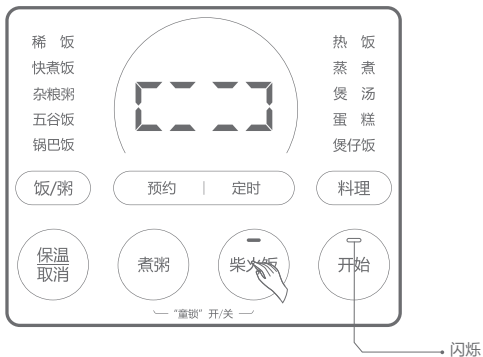 稀 饭
快煮饭
杂粮粥
五谷饭
锅巴饭
热 饭
蒸 煮
煲 汤
蛋 糕
煲仔饭
饭/粥
预约 | 定时
料理
保温
取消
煮粥
柴火饭
开始
“童锁”开/关
闪烁